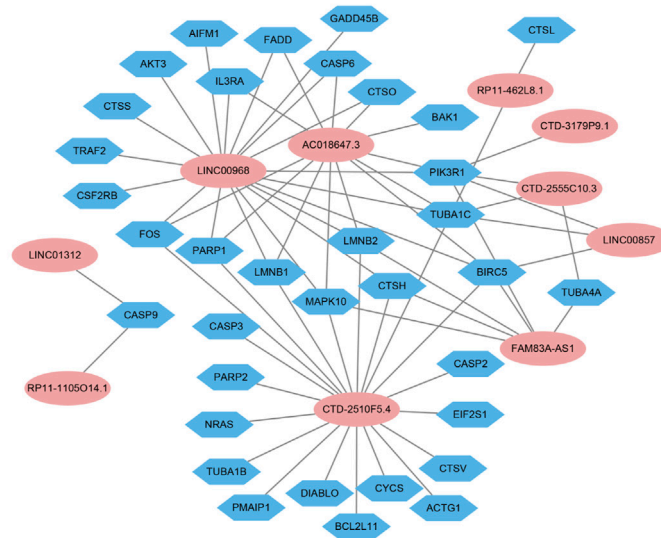 GADD45B
CTSL
AIFM1
FADD
AKT3
IL3RA
CASP6
RP11-462L8.1
CTSS
CTSO
BAK1
CTD-3179P9.1
TRAF2
AC018647.3
LINC00968
PIK3R1
CTD-2555C10.3
CSF2RB
TUBA1C
FOS
PARP1
LMNB2
LINC00857
LINC01312
LMNB1
BIRC5
CTSH
TUBA4A
MAPK10
CASP9
CASP3
FAM83A-AS1
CASP2
PARP2
RP11-1105O14.1
CTD-2510F5.4
EIF2S1
NRAS
CTSV
TUBA1B
CYCS
DIABLO
PMAIP1
ACTG1
BCL2L11